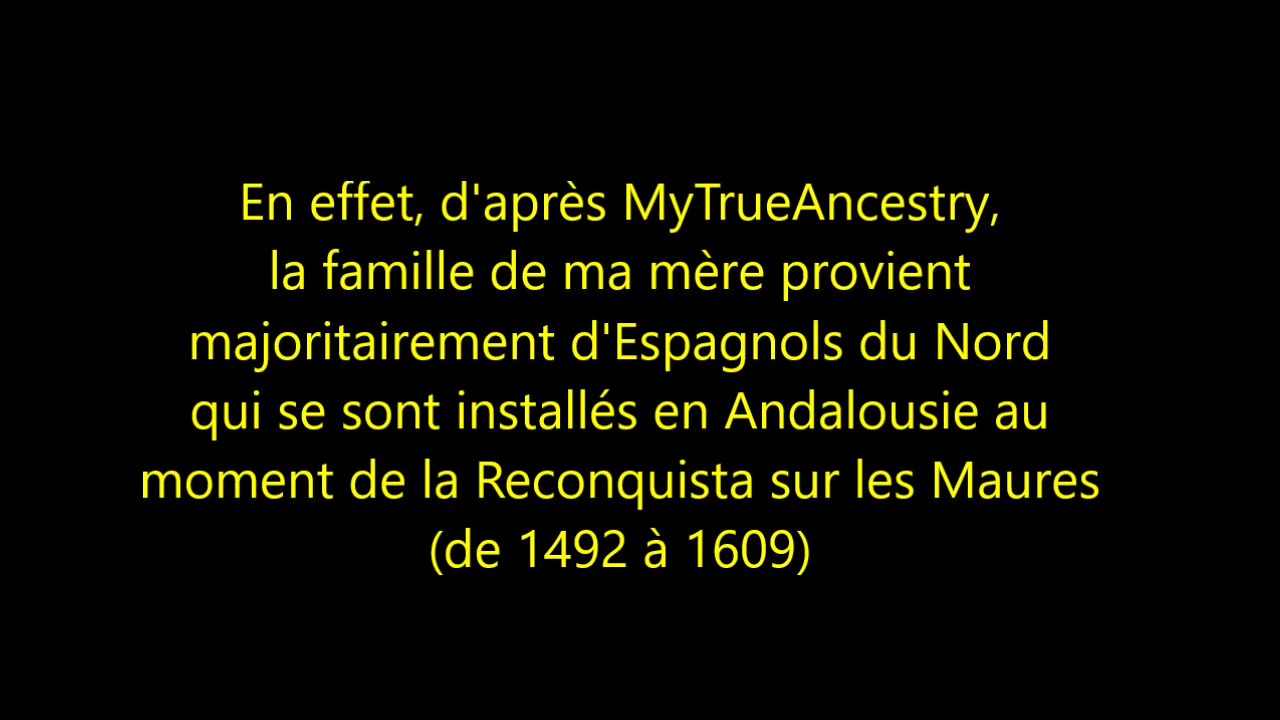 En effet, d'après MyTrueAncestry,
la famille de ma mère provient
majoritairement d'Espagnols du Nord
qui se sont installés en Andalousie au
moment de la Reconquista sur les Maures
(de 1492 à 1609)